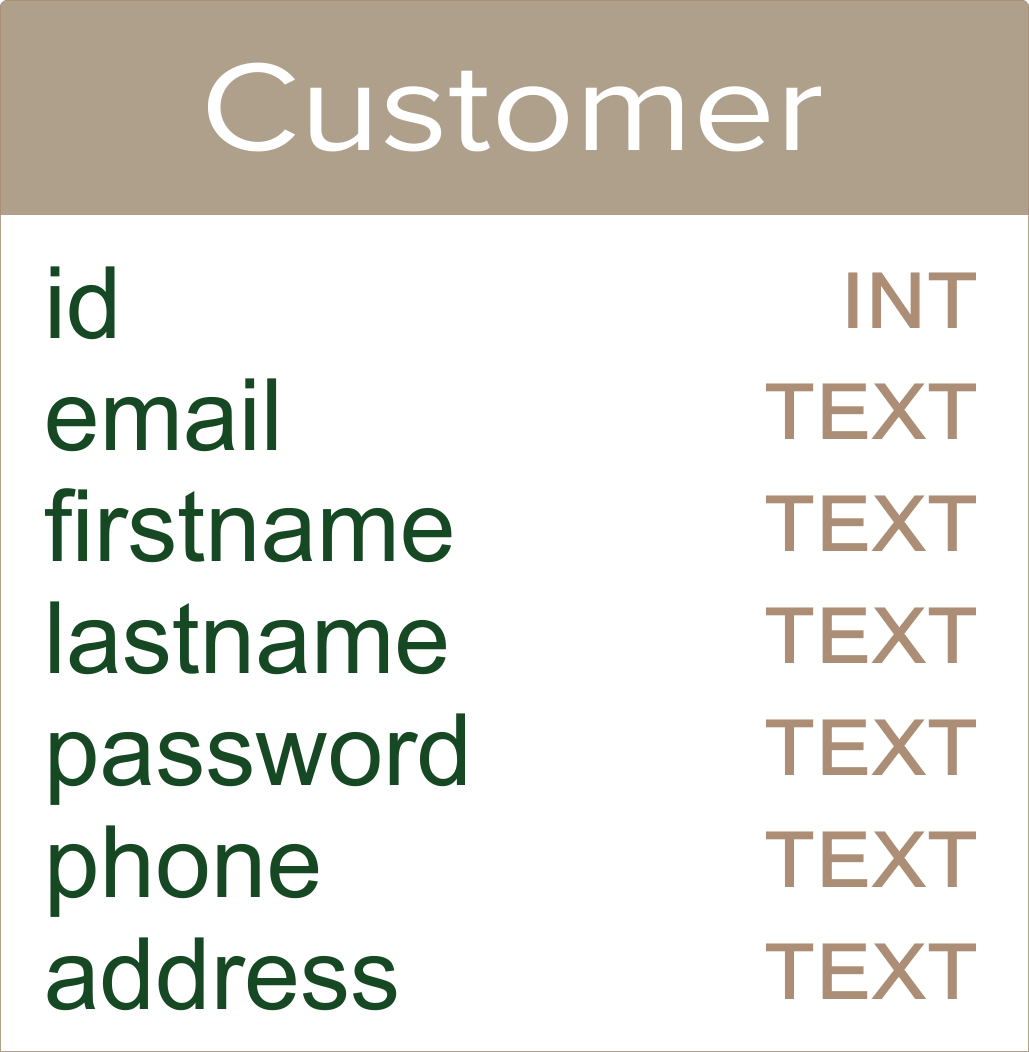 Customer
id INT
email TEXT
firstname TEXT
lastname TEXT
password TEXT
phone TEXT
address TEXT